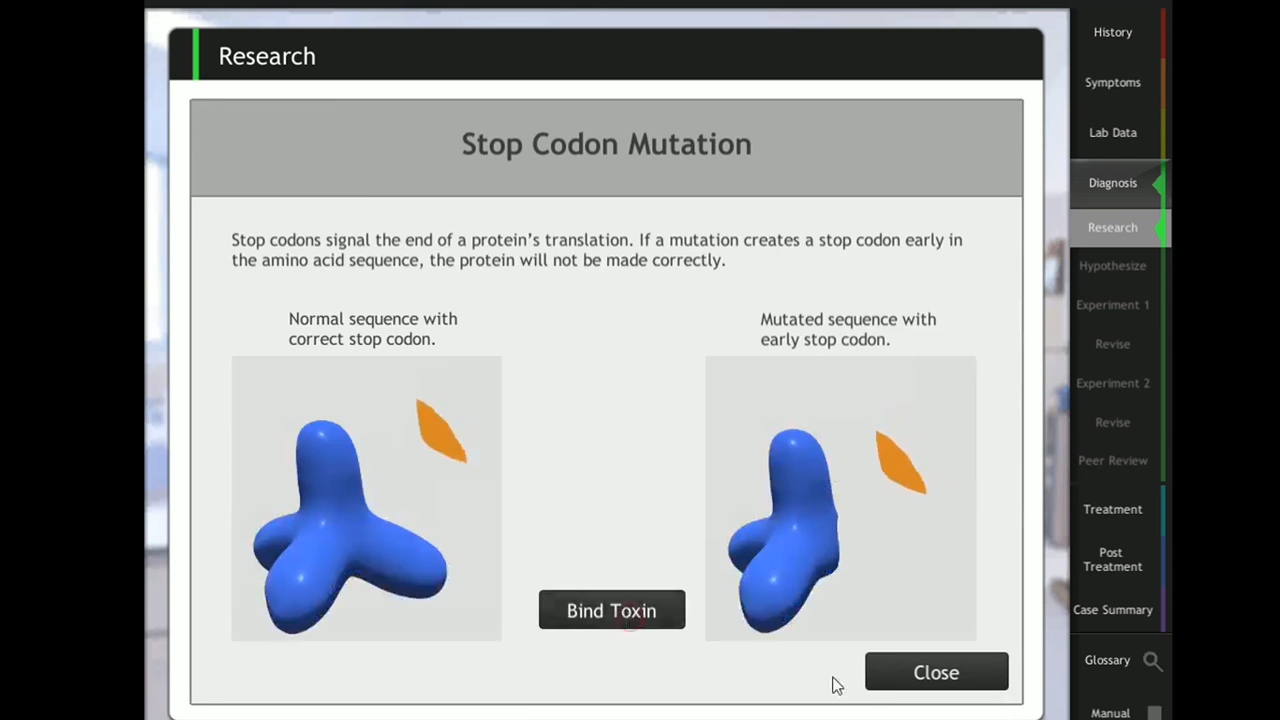 Research
Stop Codon Mutation
Stop codons signal the end of a protein's translation. If a mutation creates a stop codon early in
the amino acid sequence, the protein will not be made correctly.
Normal sequence with
correct stop codon.
Mutated sequence with
early stop codon.
Bind Toxin
Close
History
Symptoms
Lab Data
Diagnosis
Research
Hypothesize
Experiment 1
Revise
Experiment 2
Revise
Peer Review
Treatment
Post
Treatment
Case Summary
Glossary
Manual